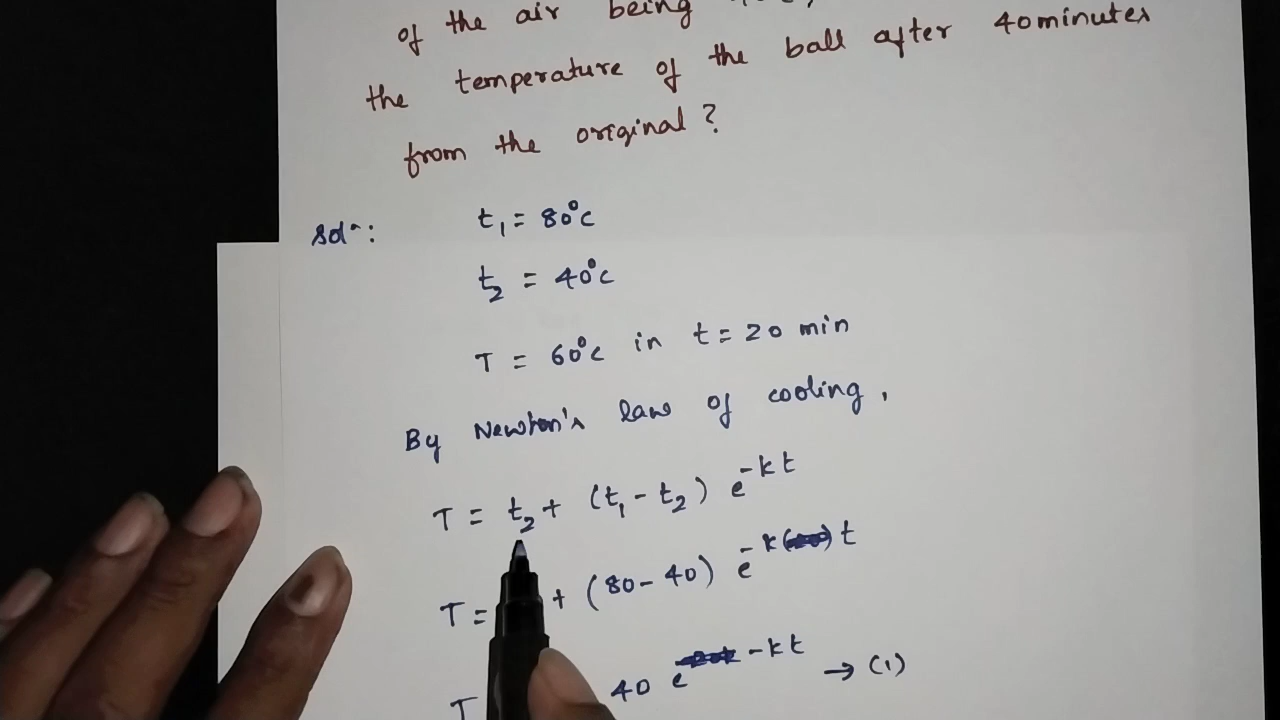 of the air being
the temperature of the ball after 40minutes
from the original?
Solⁿ:
t₁ = 80°c
t₂ = 40°c
T = 60°c in t = 20 min
By Newton's law of cooling,
T = t₂ + (t₁ - t₂) e^-kt
T = + (80-40) e^-k t
T 40 e^-kt → (1)